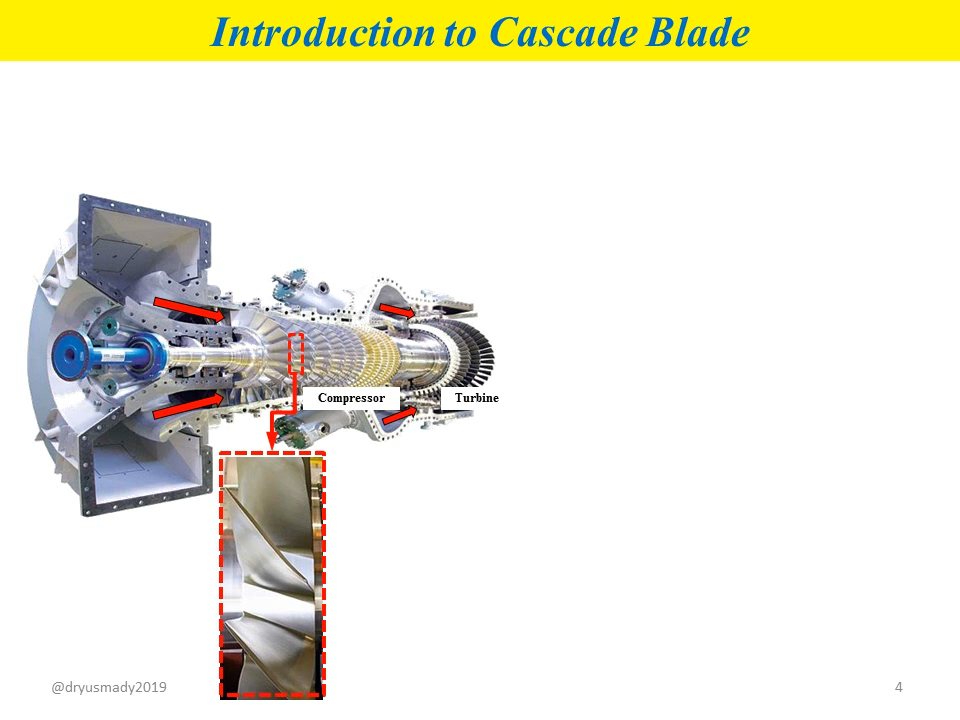 Introduction to Cascade Blade
Compressor
Turbine
@dryusmady2019
4